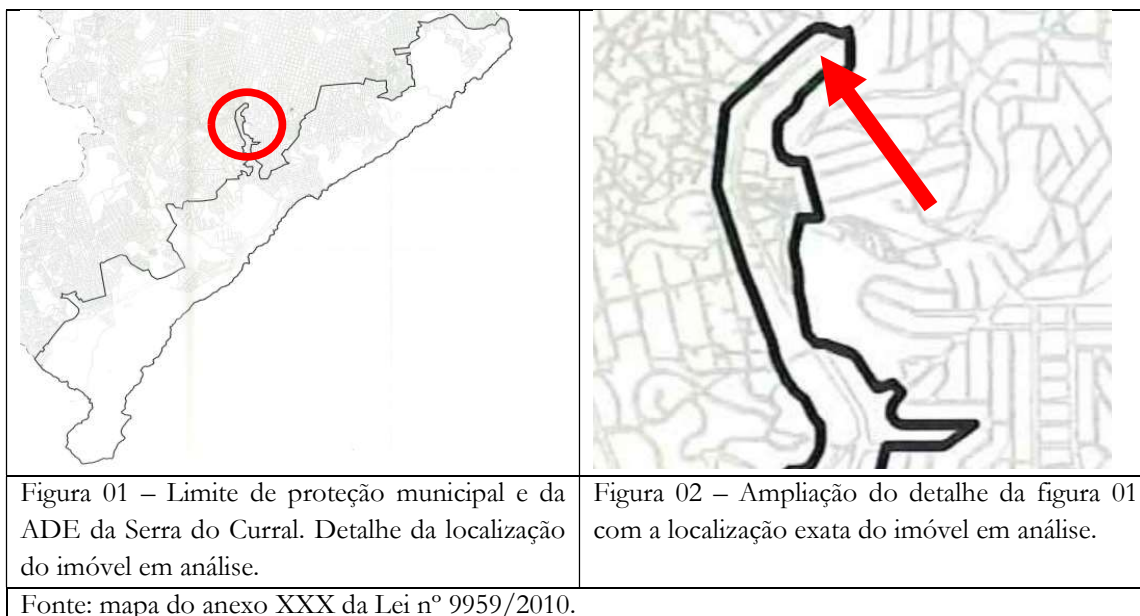 Figura 01 – Limite de proteção municipal e da
ADE da Serra do Curral. Detalhe da localização
do imóvel em análise.
Figura 02 – Ampliação do detalhe da figura 01
com a localização exata do imóvel em análise.
Fonte: mapa do anexo XXX da Lei nº 9959/2010.